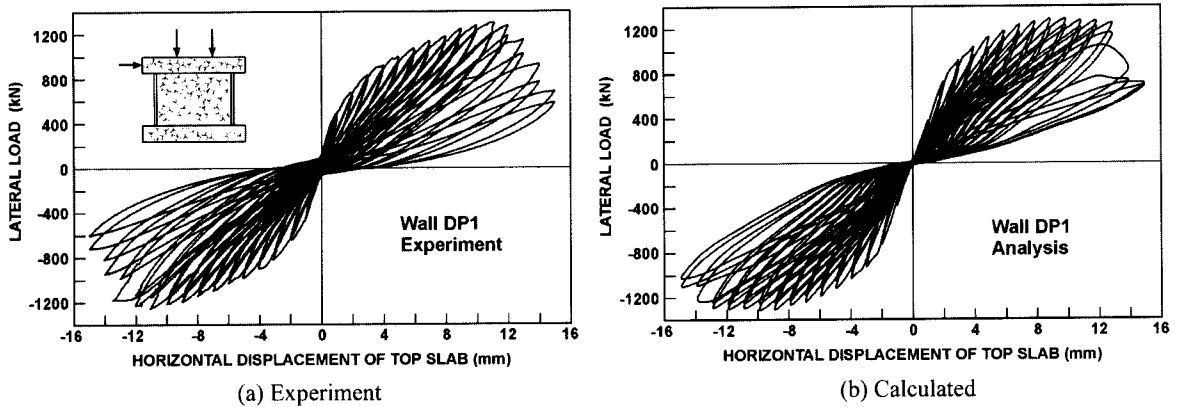 1200
800
400
0
-400
-800
-1200
LATERAL LOAD (kN)
Wall DP1
Experiment
-16 -12 -8 -4 0 4 8 12 16
HORIZONTAL DISPLACEMENT OF TOP SLAB (mm)
(a) Experiment
1200
800
400
0
-400
-800
-1200
LATERAL LOAD (kN)
Wall DP1
Analysis
-16 -12 -8 -4 0 4 8 12 16
HORIZONTAL DISPLACEMENT OF TOP SLAB (mm)
(b) Calculated